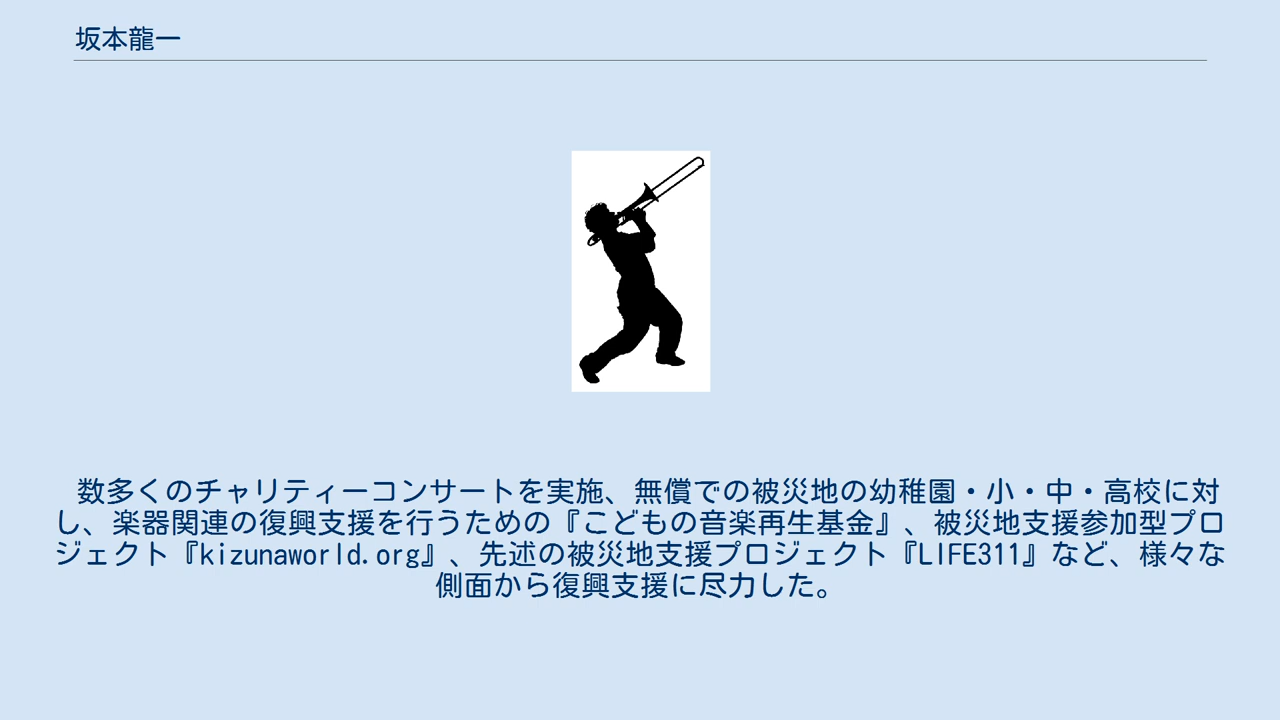 坂本龍一
数多くのチャリティーコンサートを実施、無償での被災地の幼稚園・小・中・高校に対
し、楽器関連の復興支援を行うための『こどもの音楽再生基金』、被災地支援参加型プロ
ジェクト『kizunaworld.org』、先述の被災地支援プロジェクト『LIFE311』など、様々な
側面から復興支援に尽力した。